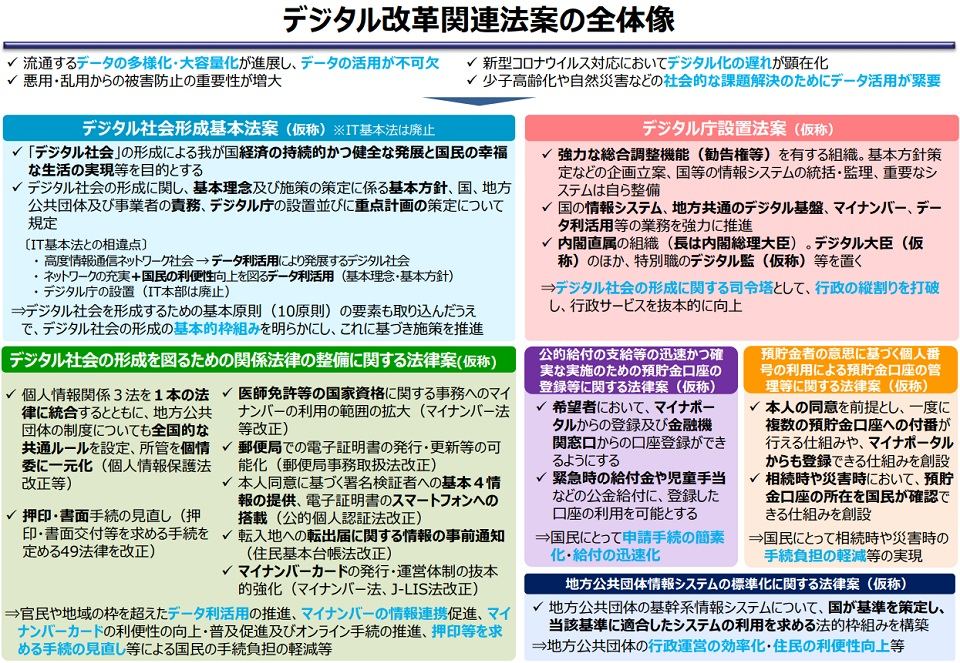 デジタル改革関連法案の全体像
✓ 流通するデータの多様化・大容量化が進展し、データの活用が不可欠
✓ 悪用・乱用からの被害防止の重要性が増大
✓ 新型コロナウイルス対応においてデジタル化の遅れが顕在化
✓ 少子高齢化や自然災害などの社会的な課題解決のためにデータ活用が緊要
デジタル社会形成基本法案（仮称）※IT基本法は廃止
✓ 「デジタル社会」の形成による我が国経済の持続的かつ健全な発展と国民の幸福
な生活の実現等を目的とする
✓ デジタル社会の形成に関し、基本理念及び施策の策定に係る基本方針、国、地方
公共団体及び事業者の責務、デジタル庁の設置並びに重点計画の策定について
規定
〔IT基本法との相違点〕
・ 高度情報通信ネットワーク社会 → データ利活用により発展するデジタル社会
・ ネットワークの充実＋国民の利便性向上を図るデータ利活用（基本理念・基本方針）
・ デジタル庁の設置（IT本部は廃止）
⇒デジタル社会を形成するための基本原則（10原則）の要素も取り込んだうえ
で、デジタル社会の形成の基本的枠組みを明らかにし、これに基づき施策を推進
デジタル庁設置法案（仮称）
✓ 強力な総合調整機能（勧告権等）を有する組織。基本方針策
定などの企画立案、国等の情報システムの統括・監理、重要なシ
ステムは自ら整備
✓ 国の情報システム、地方共通のデジタル基盤、マイナンバー、デー
タ利活用等の業務を強力に推進
✓ 内閣直属の組織（長は内閣総理大臣）。デジタル大臣（仮
称）のほか、特別職のデジタル監（仮称）等を置く
⇒デジタル社会の形成に関する司令塔として、行政の縦割りを打破
し、行政サービスを抜本的に向上
デジタル社会の形成を図るための関係法律の整備に関する法律案(仮称)
✓ 個人情報関係３法を１本の法
律に統合するとともに、地方公共
団体の制度についても全国的な
共通ルールを設定、所管を個情
委に一元化（個人情報保護法
改正等）
✓ 押印・書面手続の見直し（押
印・書面交付等を求める手続を
定める49法律を改正）
✓ 医師免許等の国家資格に関する事務へのマ
イナンバーの利用の範囲の拡大（マイナンバー法
等改正）
✓ 郵便局での電子証明書の発行・更新等の可
能化（郵便局事務取扱法改正）
✓ 本人同意に基づく署名検証者への基本４情
報の提供、電子証明書のスマートフォンへの
搭載（公的個人認証法改正）
✓ 転入地への転出届に関する情報の事前通知
（住民基本台帳法改正）
✓ マイナンバーカードの発行・運営体制の抜本
的強化（マイナンバー法、J-LIS法改正）
⇒官民や地域の枠を超えたデータ利活用の推進、マイナンバーの情報連携促進、マイ
ナンバーカードの利便性の向上・普及促進及びオンライン手続の推進、押印等を求
める手続の見直し等による国民の手続負担の軽減等
公的給付の支給等の迅速かつ確
実な実施のための預貯金口座の
登録等に関する法律案（仮称）
✓ 希望者において、マイナポー
タルからの登録及び金融機
関窓口からの口座登録ができ
るようにする
✓ 緊急時の給付金や児童手当
などの公金給付に、登録した
口座の利用を可能とする
⇒国民にとって申請手続の簡素
化・給付の迅速化
預貯金者の意思に基づく個人番
号の利用による預貯金口座の管
理等に関する法律案（仮称）
✓ 本人の同意を前提とし、一度に
複数の預貯金口座への付番が
行える仕組みや、マイナポータル
からも登録できる仕組みを創設
✓ 相続時や災害時において、預貯
金口座の所在を国民が確認で
きる仕組みを創設
⇒国民にとって相続時や災害時の
手続負担の軽減等の実現
地方公共団体情報システムの標準化に関する法律案（仮称）
✓ 地方公共団体の基幹系情報システムについて、国が基準を策定し、
当該基準に適合したシステムの利用を求める法的枠組みを構築
⇒地方公共団体の行政運営の効率化・住民の利便性向上等